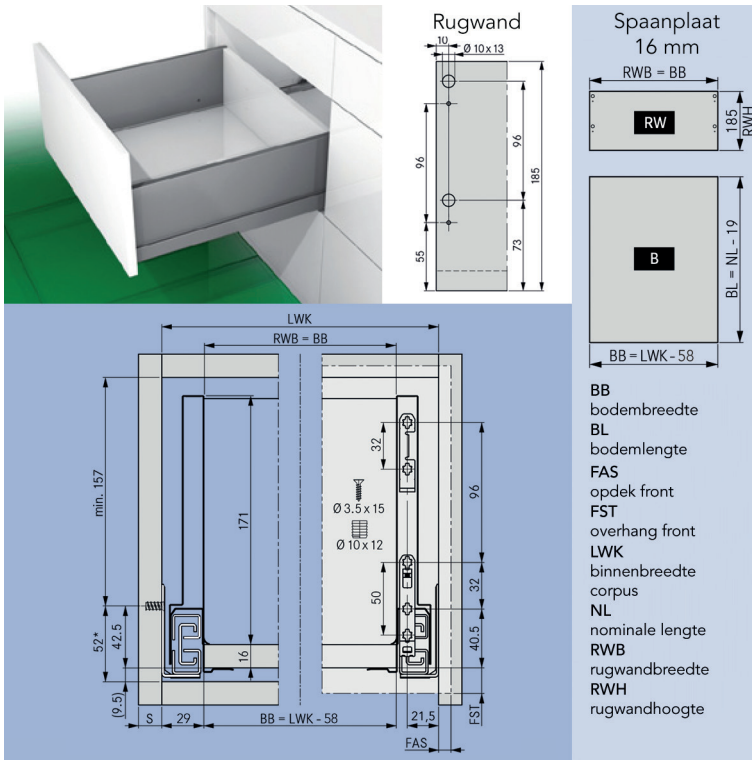 Rugwand
10
Ø 10 x 13
96
96
185
55
73
Spaanplaat
16 mm
RWB = BB
RW
185
RWH
B
BL = NL - 19
BB = LWK - 58
LWK
RWB = BB
min. 157
171
32
Ø 3.5 x 15
Ø 10 x 12
96
50
32
52*
42.5
16
40.5
(9.5)
S
29
BB = LWK - 58
21,5
FST
FAS
BB
bodembreedte
BL
bodemlengte
FAS
opdek front
FST
overhang front
LWK
binnenbreedte
corpus
NL
nominale lengte
RWB
rugwandbreedte
RWH
rugwandhoogte